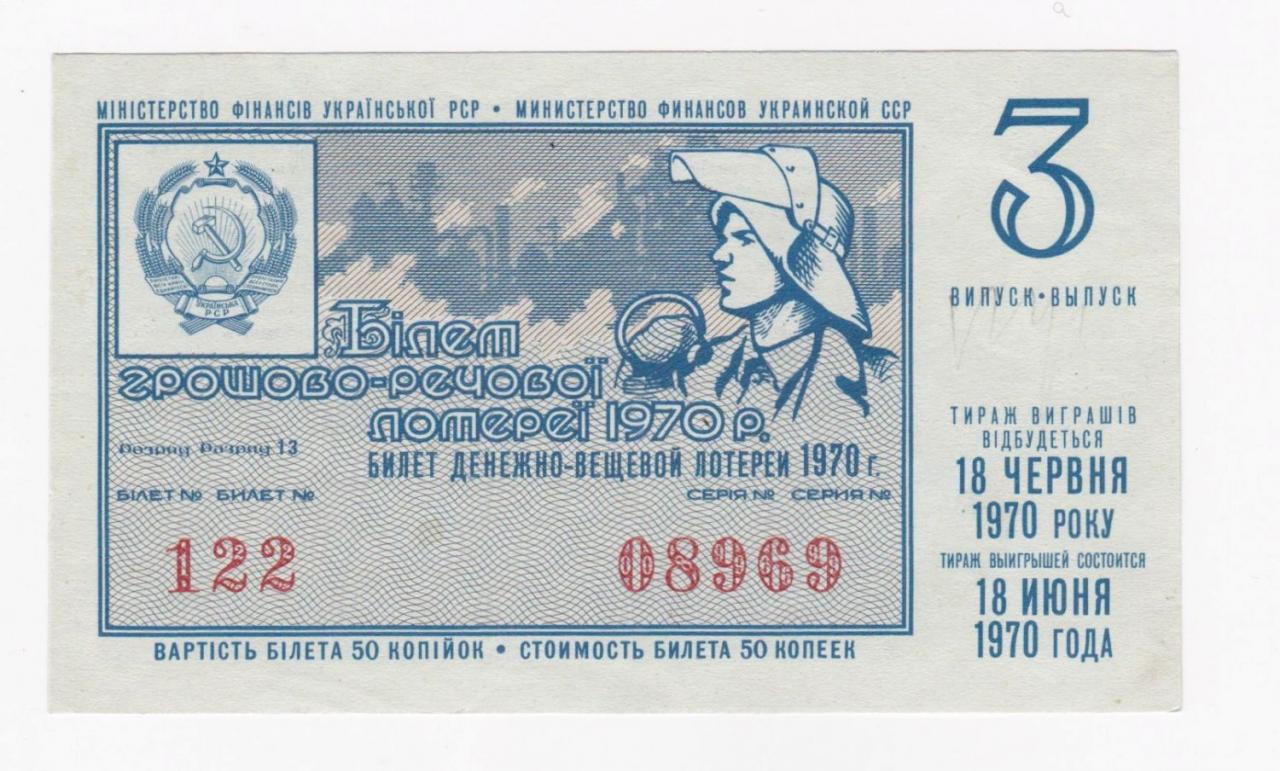 МІНІСТЕРСТВО ФІНАНСІВ УКРАЇНСЬКОЇ РСР • МИНИСТЕРСТВО ФИНАНСОВ УКРАИНСКОЙ ССР
УКРАЇНСЬКА
РСР
Білет
грошово-речової
лотереї 1970 р.
БИЛЕТ ДЕНЕЖНО-ВЕЩЕВОЙ ЛОТЕРЕИ 1970 г.
Розряд Разряд 13
БІЛЕТ № БИЛЕТ №
СЕРІЯ № СЕРИЯ №
122
08969
ВАРТІСТЬ БІЛЕТА 50 КОПІЙОК • СТОИМОСТЬ БИЛЕТА 50 КОПЕЕК
3
ВИПУСК • ВЫПУСК
ТИРАЖ ВИГРАШІВ
ВІДБУДЕТЬСЯ
18 ЧЕРВНЯ
1970 РОКУ
ТИРАЖ ВЫИГРЫШЕЙ СОСТОИТСЯ
18 ИЮНЯ
1970 ГОДА